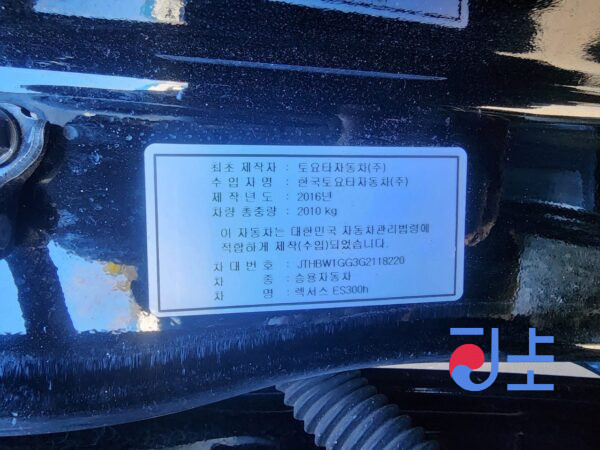 최초 제작자 : 토요타자동차(주)
수 입 자 명 : 한국토요타자동차(주)
제 작 년 도 : 2016년
차량 총중량 : 2010 kg
이 자동차는 대한민국 자동차관리법령에
적합하게 제작(수입)되었습니다.
차 대 번 호 : JTHBW1GG3G2118220
차 종 : 승용자동차
차 명 : 렉서스 ES300h